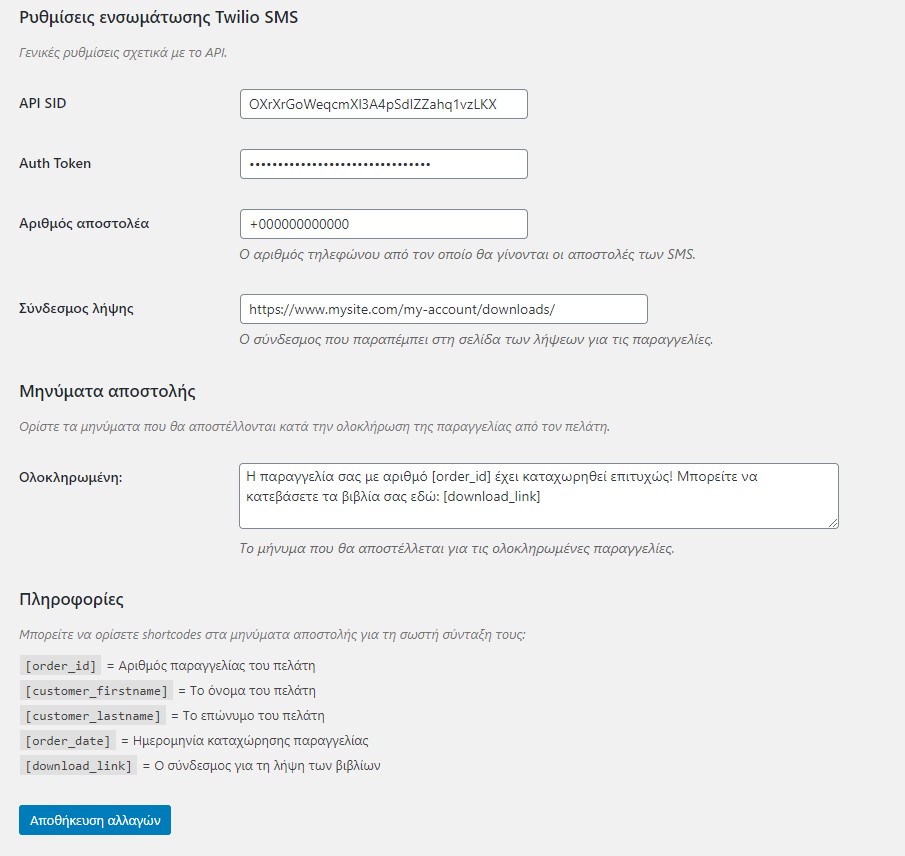 Ρυθμίσεις ενσωμάτωσης Twilio SMS
Γενικές ρυθμίσεις σχετικά με το API.
API SID
OXrXrGoWeqcmXl3A4pSdIZZahq1vzLKX
Auth Token
••••••••••••••••••••••••••••••••
Αριθμός αποστολέα
+000000000000
Ο αριθμός τηλεφώνου από τον οποίο θα γίνονται οι αποστολές των SMS.
Σύνδεσμος λήψης
https://www.mysite.com/my-account/downloads/
Ο σύνδεσμος που παραπέμπει στη σελίδα των λήψεων για τις παραγγελίες.
Μηνύματα αποστολής
Ορίστε τα μηνύματα που θα αποστέλλονται κατά την ολοκλήρωση της παραγγελίας από τον πελάτη.
Ολοκληρωμένη:
Η παραγγελία σας με αριθμό [order_id] έχει καταχωρηθεί επιτυχώς! Μπορείτε να
κατεβάσετε τα βιβλία σας εδώ: [download_link]
Το μήνυμα που θα αποστέλλεται για τις ολοκληρωμένες παραγγελίες.
Πληροφορίες
Μπορείτε να ορίσετε shortcodes στα μηνύματα αποστολής για τη σωστή σύνταξη τους:
[order_id] = Αριθμός παραγγελίας του πελάτη
[customer_firstname] = Το όνομα του πελάτη
[customer_lastname] = Το επώνυμο του πελάτη
[order_date] = Ημερομηνία καταχώρησης παραγγελίας
[download_link] = Ο σύνδεσμος για τη λήψη των βιβλίων
Αποθήκευση αλλαγών